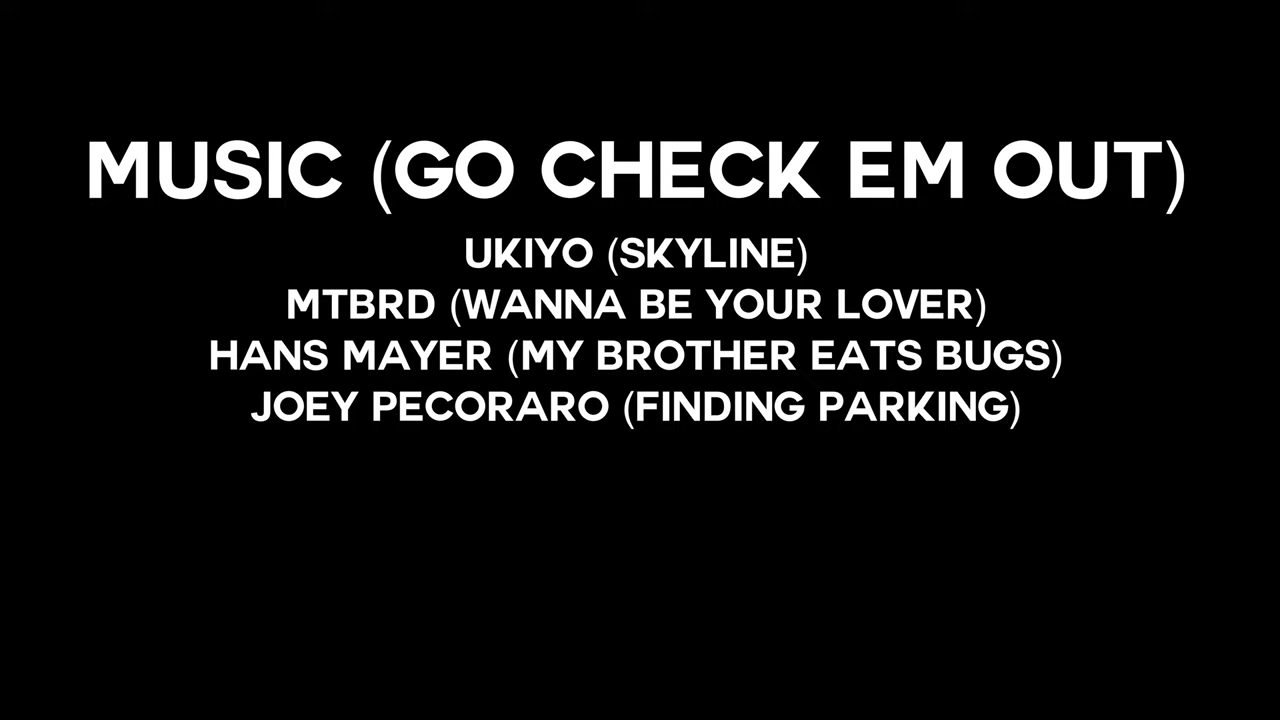 MUSIC (GO CHECK EM OUT)
UKIYO (SKYLINE)
MTBRD (WANNA BE YOUR LOVER)
HANS MAYER (MY BROTHER EATS BUGS)
JOEY PECORARO (FINDING PARKING)